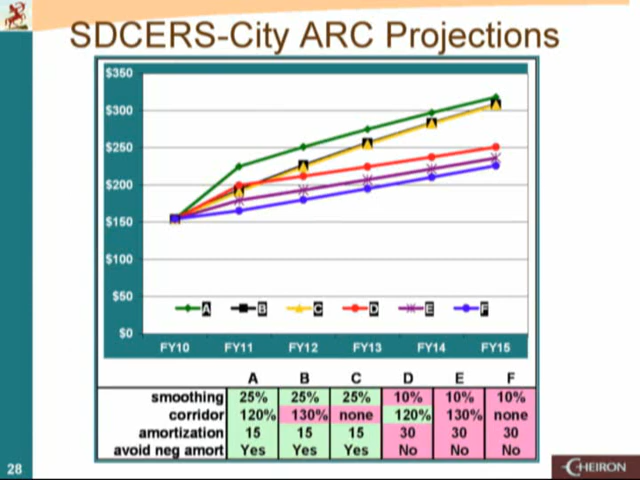 SDCERS-City ARC Projections
$350
$300
$250
$200
$150
$100
$50
$0
A B C D E F
FY10 FY11 FY12 FY13 FY14 FY15
A B C D E F
smoothing 25% 25% 25% 10% 10% 10%
corridor 120% 130% none 120% 130% none
amortization 15 15 15 30 30 30
avoid neg amort Yes Yes Yes No No No
28
CHEIRON